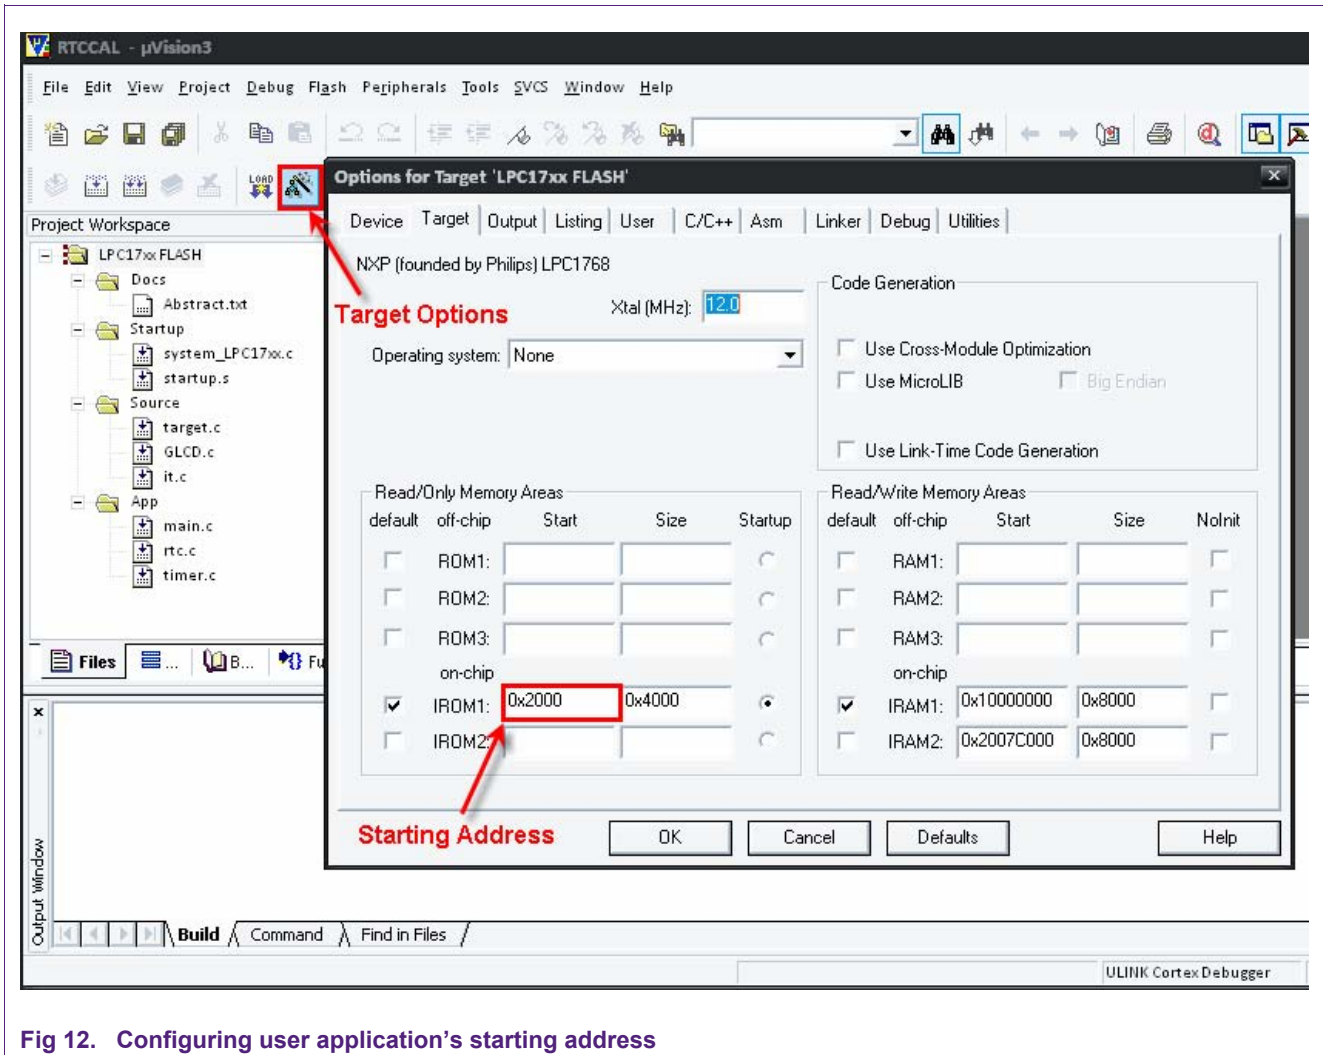 RTCCAL - µVision3
File Edit View Project Debug Flash Peripherals Tools SVCS Window Help
LOAD
Options for Target 'LPC17xx FLASH'
Project Workspace
Device Target Output Listing User C/C++ Asm Linker Debug Utilities
LPC17xx FLASH
Docs
Abstract.txt
Startup
system_LPC17xx.c
startup.s
Source
target.c
GLCD.c
it.c
App
main.c
rtc.c
timer.c
Files ... B... Fu
NXP (founded by Philips) LPC1768
Target Options
Xtal (MHz): 12.0
Operating system: None
Code Generation
Use Cross-Module Optimization
Use MicroLIB Big Endian
Use Link-Time Code Generation
Read/Only Memory Areas
default off-chip Start Size Startup
ROM1:
ROM2:
ROM3:
on-chip
IROM1: 0x2000 0x4000
IROM2:
Read/Write Memory Areas
default off-chip Start Size NoInit
RAM1:
RAM2:
RAM3:
on-chip
IRAM1: 0x10000000 0x8000
IRAM2: 0x2007C000 0x8000
Starting Address
OK Cancel Defaults Help
Output Window
Build Command Find in Files
ULINK Cortex Debugger
Fig 12. Configuring user application's starting address